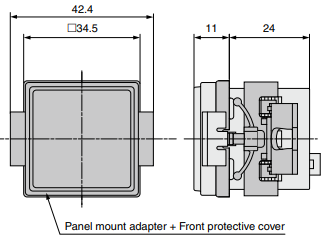 42.4
□34.5
11
24
Panel mount adapter + Front protective cover